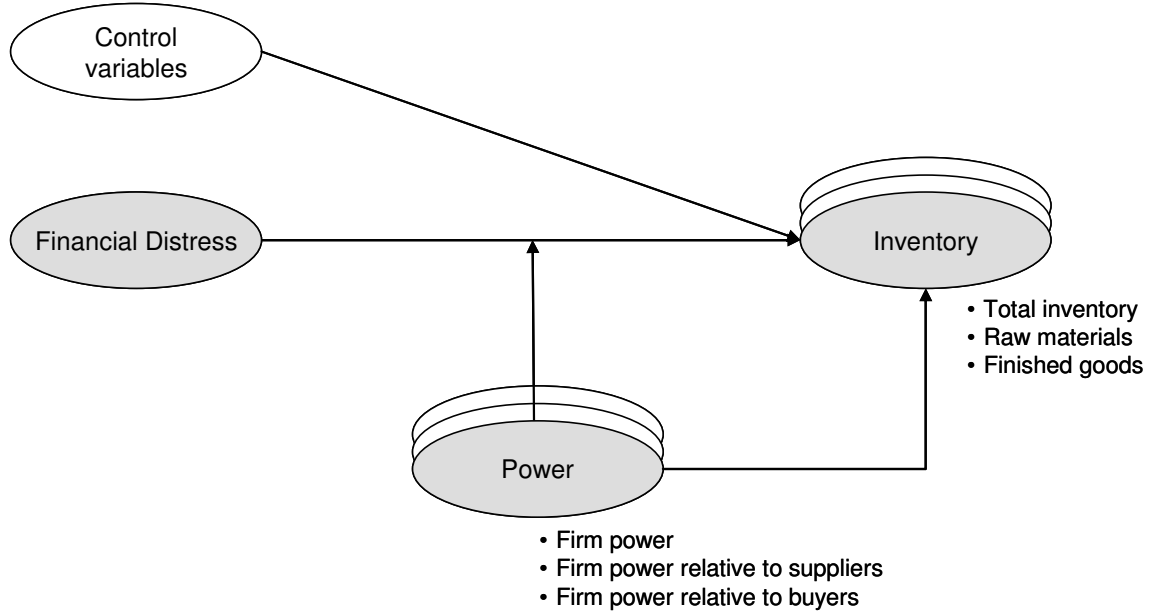 Control
variables
Financial Distress
Inventory
• Total inventory
• Raw materials
• Finished goods
Power
• Firm power
• Firm power relative to suppliers
• Firm power relative to buyers